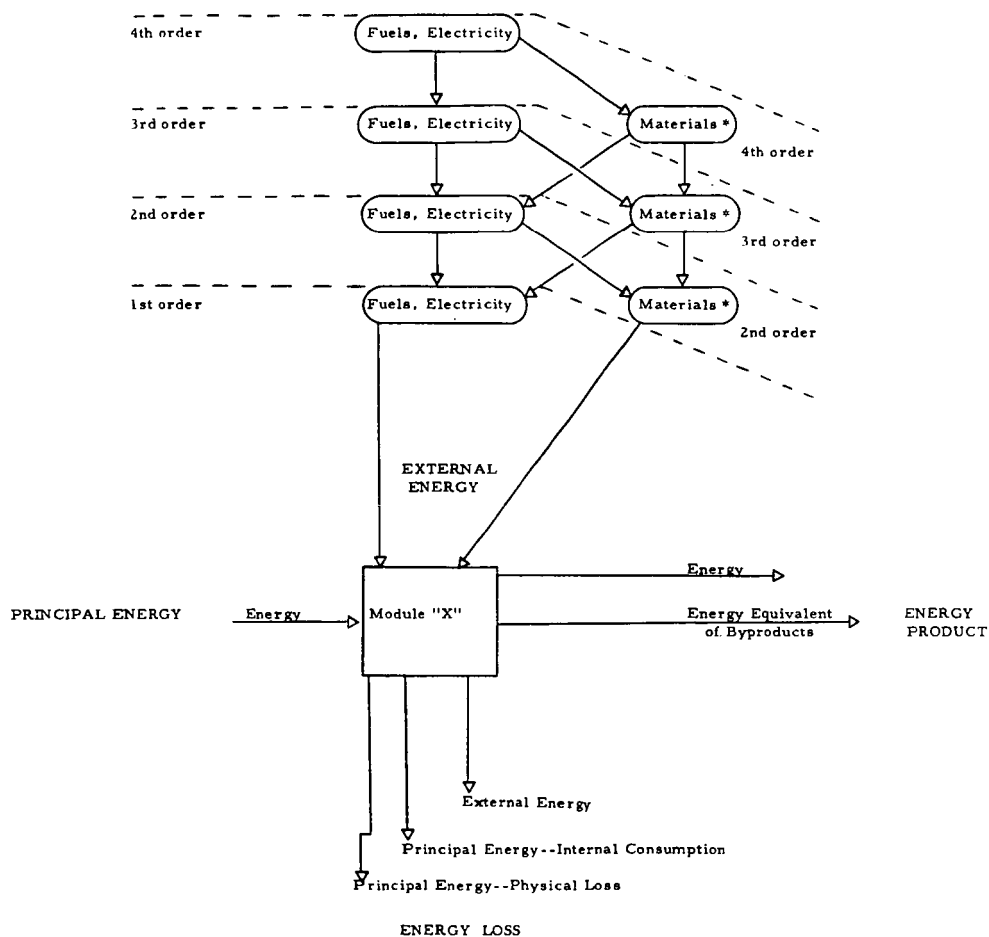 4th order
Fuels, Electricity
3rd order
Fuels, Electricity
Materials *
4th order
2nd order
Fuels, Electricity
Materials *
3rd order
1st order
Fuels, Electricity
Materials *
2nd order
EXTERNAL
ENERGY
PRINCIPAL ENERGY
Energy
Module "X"
Energy
Energy Equivalent
of Byproducts
ENERGY
PRODUCT
External Energy
Principal Energy--Internal Consumption
Principal Energy--Physical Loss
ENERGY LOSS